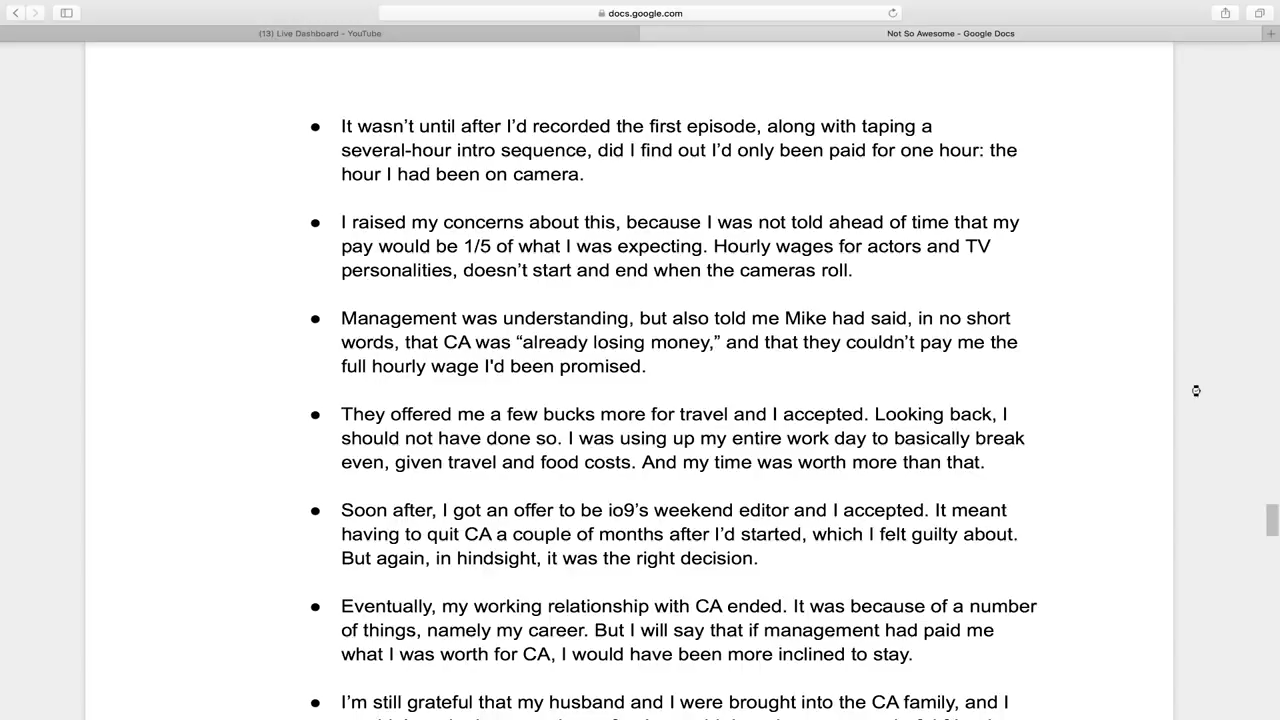 docs.google.com
(13) Live Dashboard - YouTube
Not So Awesome - Google Docs
● It wasn’t until after I’d recorded the first episode, along with taping a
several-hour intro sequence, did I find out I’d only been paid for one hour: the
hour I had been on camera.
● I raised my concerns about this, because I was not told ahead of time that my
pay would be 1/5 of what I was expecting. Hourly wages for actors and TV
personalities, doesn’t start and end when the cameras roll.
● Management was understanding, but also told me Mike had said, in no short
words, that CA was “already losing money,” and that they couldn’t pay me the
full hourly wage I'd been promised.
● They offered me a few bucks more for travel and I accepted. Looking back, I
should not have done so. I was using up my entire work day to basically break
even, given travel and food costs. And my time was worth more than that.
● Soon after, I got an offer to be io9’s weekend editor and I accepted. It meant
having to quit CA a couple of months after I’d started, which I felt guilty about.
But again, in hindsight, it was the right decision.
● Eventually, my working relationship with CA ended. It was because of a number
of things, namely my career. But I will say that if management had paid me
what I was worth for CA, I would have been more inclined to stay.
● I’m still grateful that my husband and I were brought into the CA family, and I